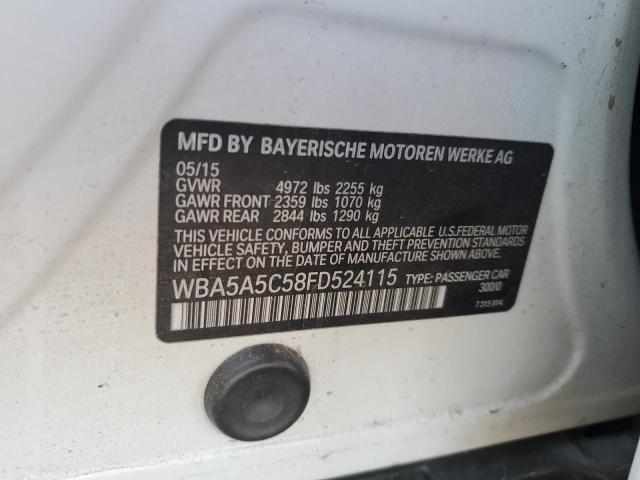 MFD BY BAYERISCHE MOTOREN WERKE AG
05/15
GVWR 4972 lbs 2255 kg
GAWR FRONT 2359 lbs 1070 kg
GAWR REAR 2844 lbs 1290 kg
THIS VEHICLE CONFORMS TO ALL APPLICABLE U.S.FEDERAL MOTOR
VEHICLE SAFETY, BUMPER AND THEFT PREVENTION STANDARDS
IN EFFECT ON THE DATE OF MANUFACTURE SHOWN ABOVE.
WBA5A5C58FD524115 TYPE: PASSENGER CAR
300/0